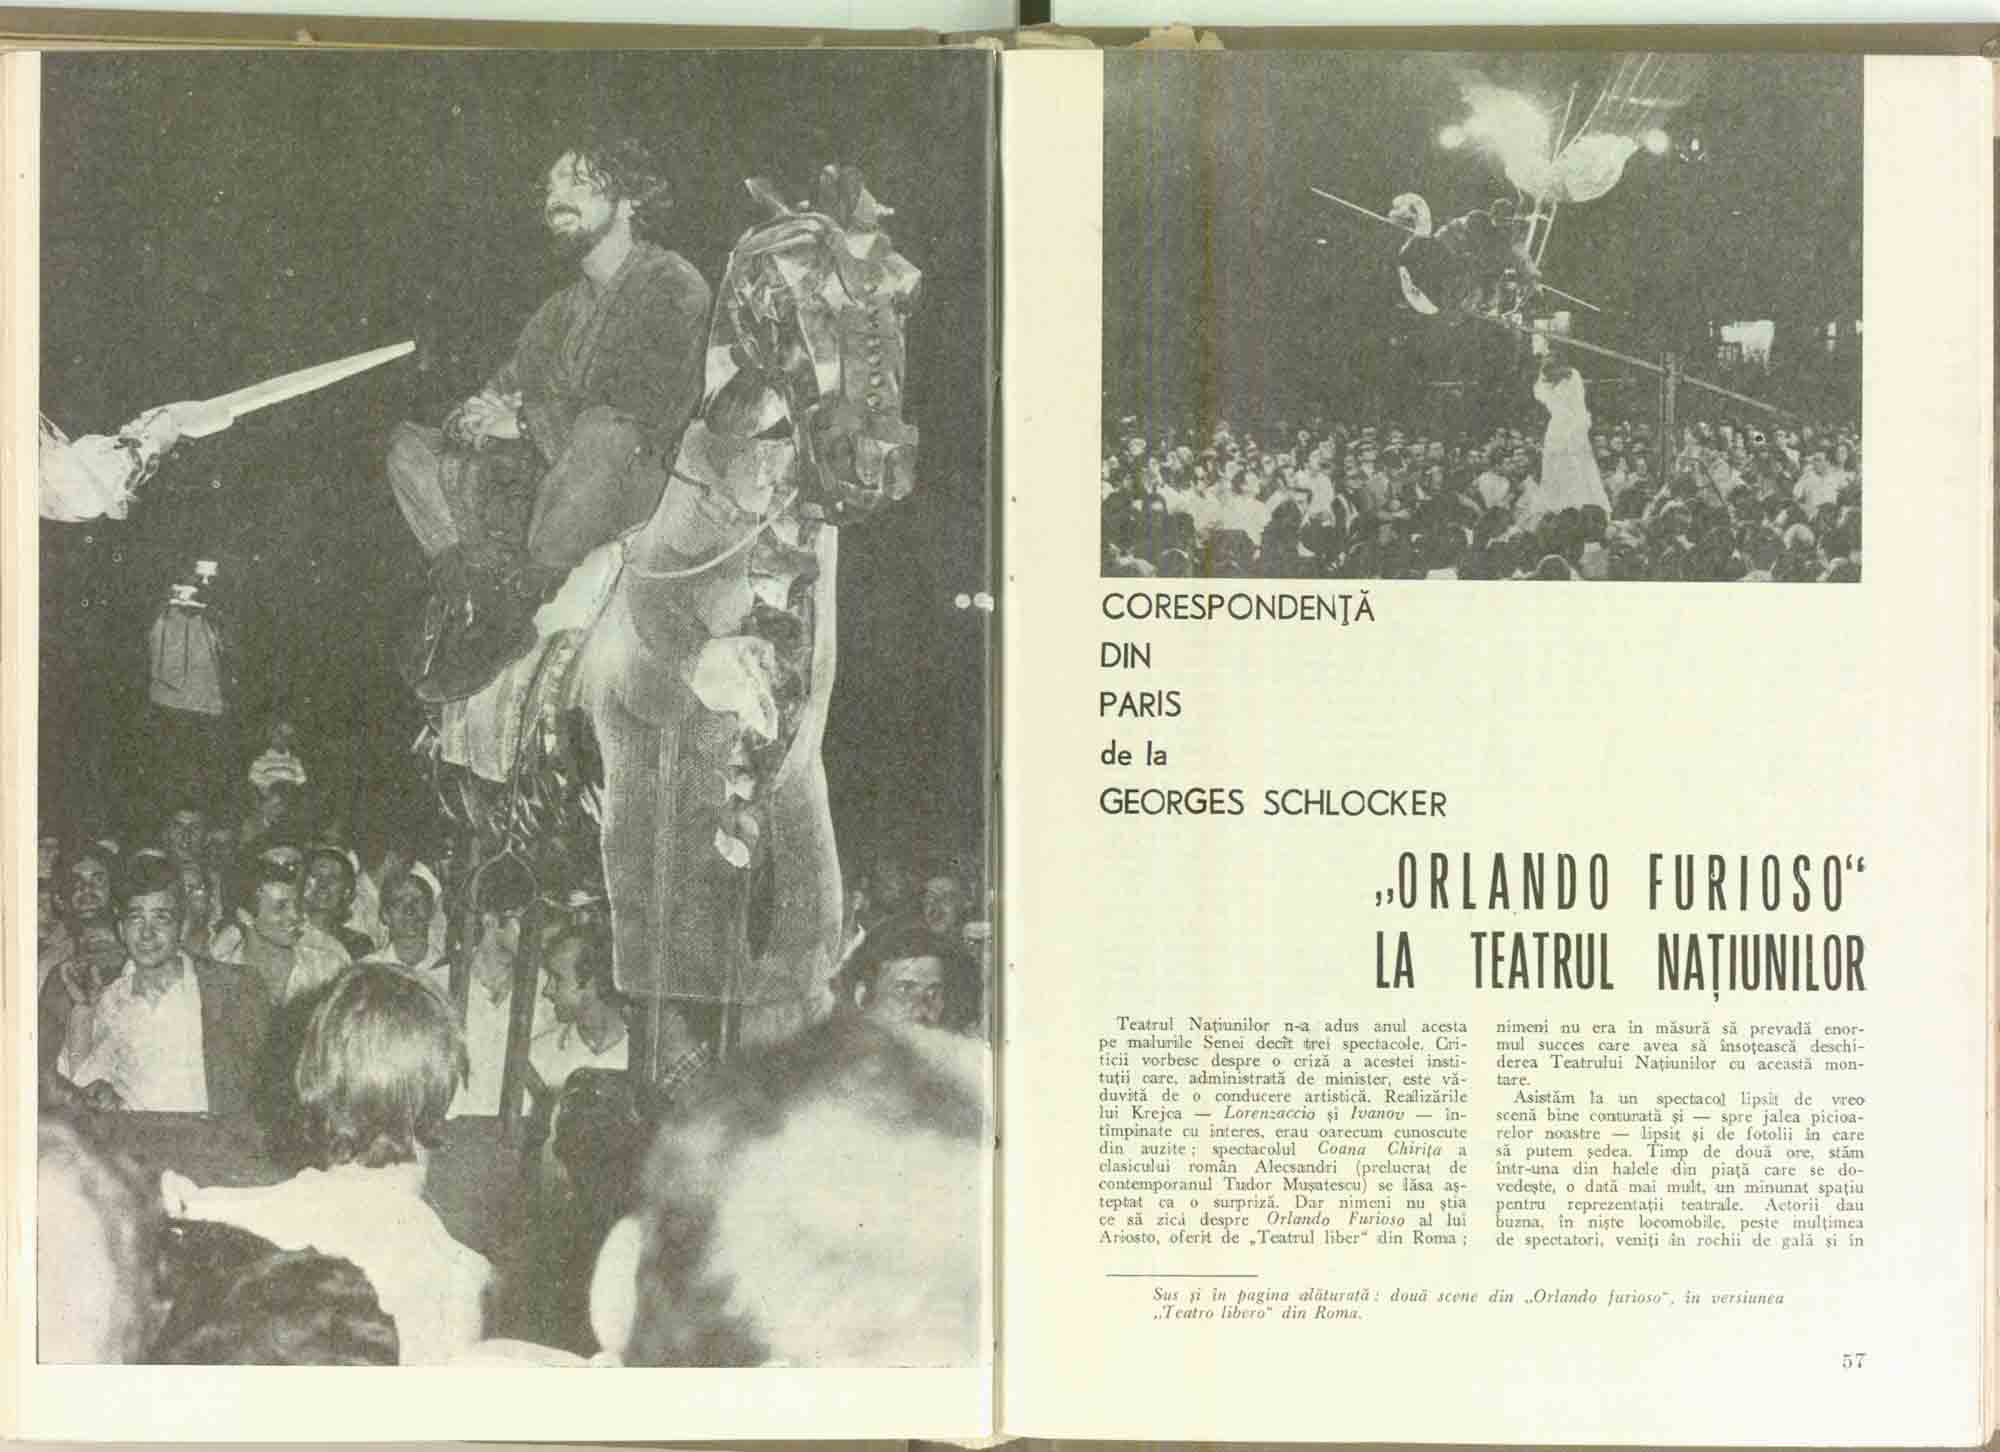 CORESPONDENȚĂ
DIN
PARIS
de la
GEORGES SCHLOCKER
„ORLANDO FURIOSO“
LA TEATRUL NAȚIUNILOR
Teatrul Națiunilor n-a adus anul acesta
pe malurile Senei decît trei spectacole. Cri-
ticii vorbesc despre o criză a acestei insti-
tuții care, administrată de minister, este vă-
duvită de o conducere artistică. Realizările
lui Krejca — Lorenzaccio și Ivanov — în-
tîmpinate cu interes, erau oarecum cunoscute
din auzite ; spectacolul Coana Chirița a
clasicului român Alecsandri (prelucrat de
contemporanul Tudor Mușatescu) se lăsa aș-
teptat ca o surpriză. Dar nimeni nu știa
ce să zică despre Orlando Furioso al lui
Ariosto, oferit de „Teatrul liber“ din Roma ;
nimeni nu era în măsură să prevadă enor-
mul succes care avea să însoțească deschi-
derea Teatrului Națiunilor cu această mon-
tare.
Asistăm la un spectacol lipsit de vreo
scenă bine conturată și — spre jalea picioa-
relor noastre — lipsit și de fotolii în care
să putem ședea. Timp de două ore, stăm
într-una din halele din piață care se do-
vedește, o dată mai mult, un minunat spațiu
pentru reprezentații teatrale. Actorii dau
buzna, în niște locomobile, peste mulțimea
de spectatori, veniți în rochii de gală și în
Sus și în pagina alăturată : două scene din „Orlando furioso“, în versiunea
„Teatro libero“ din Roma.
57